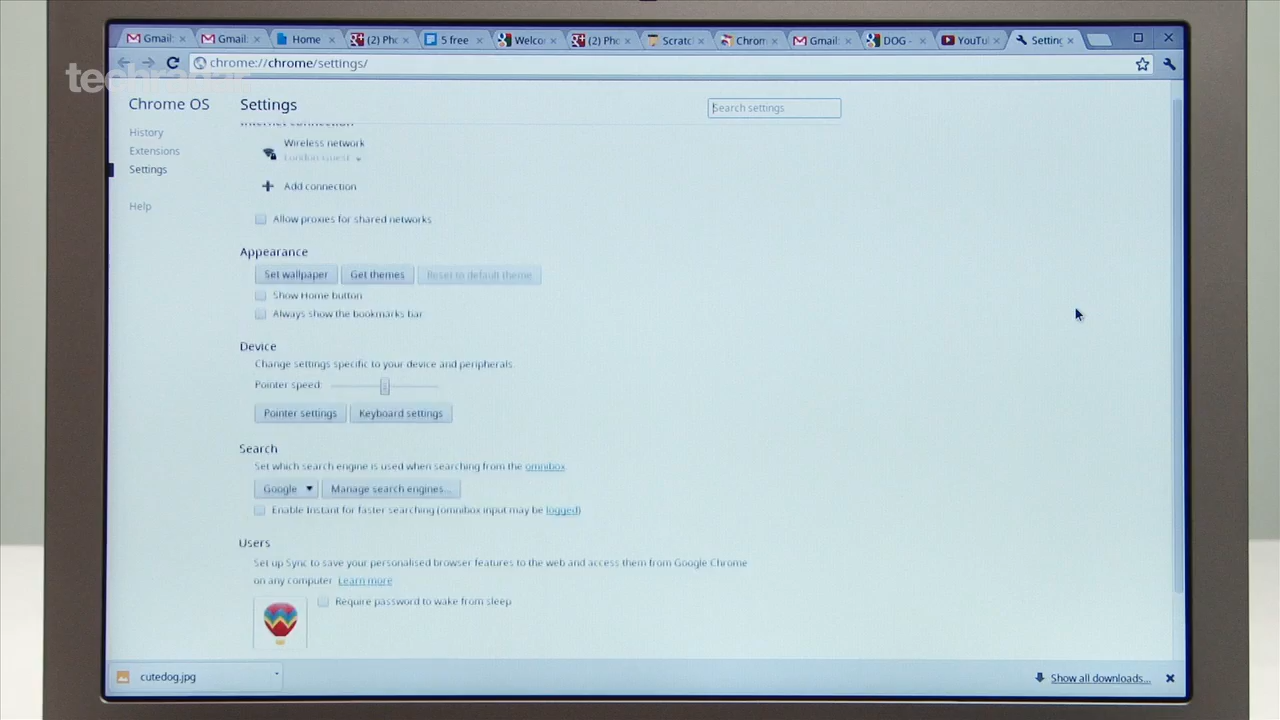 Gmail: Gmail: Home (2) Pho 5 free Welco (2) Pho Scratc Chrom Gmail: DOG - YouTu Setting
chrome://chrome/settings/
techradar
Chrome OS
Settings
Search settings
History
Extensions
Settings
Help
Internet connection
Wireless network
London Guest
Add connection
Allow proxies for shared networks
Appearance
Set wallpaper Get themes Reset to default theme
Show Home button
Always show the bookmarks bar
Device
Change settings specific to your device and peripherals.
Pointer speed:
Pointer settings Keyboard settings
Search
Set which search engine is used when searching from the omnibox.
Google Manage search engines...
Enable Instant for faster searching (omnibox input may be logged)
Users
Set up Sync to save your personalised browser features to the web and access them from Google Chrome
on any computer. Learn more
Require password to wake from sleep
cutedog.jpg
Show all downloads...